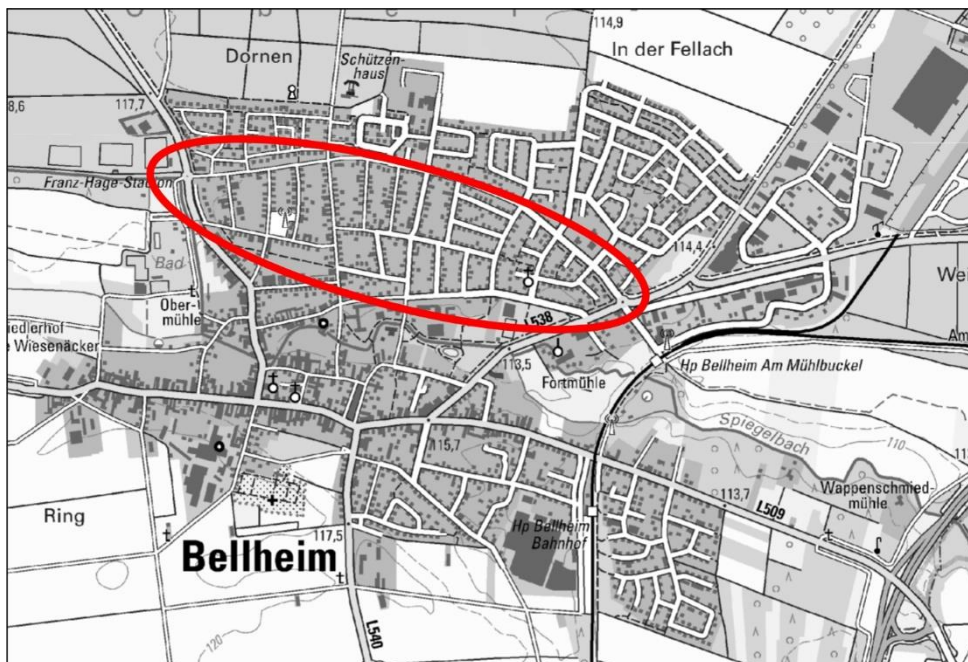 114,9
Dornen
Schützen-
haus
In der Fellach
117,7
8,6
Franz-Hage-Stadion
114,4
Bad
Ober-
mühle
We
L538
iedlerhof
e Wiesenäcker
113,5
Am
Hp Bellheim Am Mühlbuckel
Fortmühle
Spiegelbach
110
115,7
Wappenschmied-
mühle
113,7
L509
Ring
Hp Bellheim
Bahnhof
117,5
Bellheim
L540
120